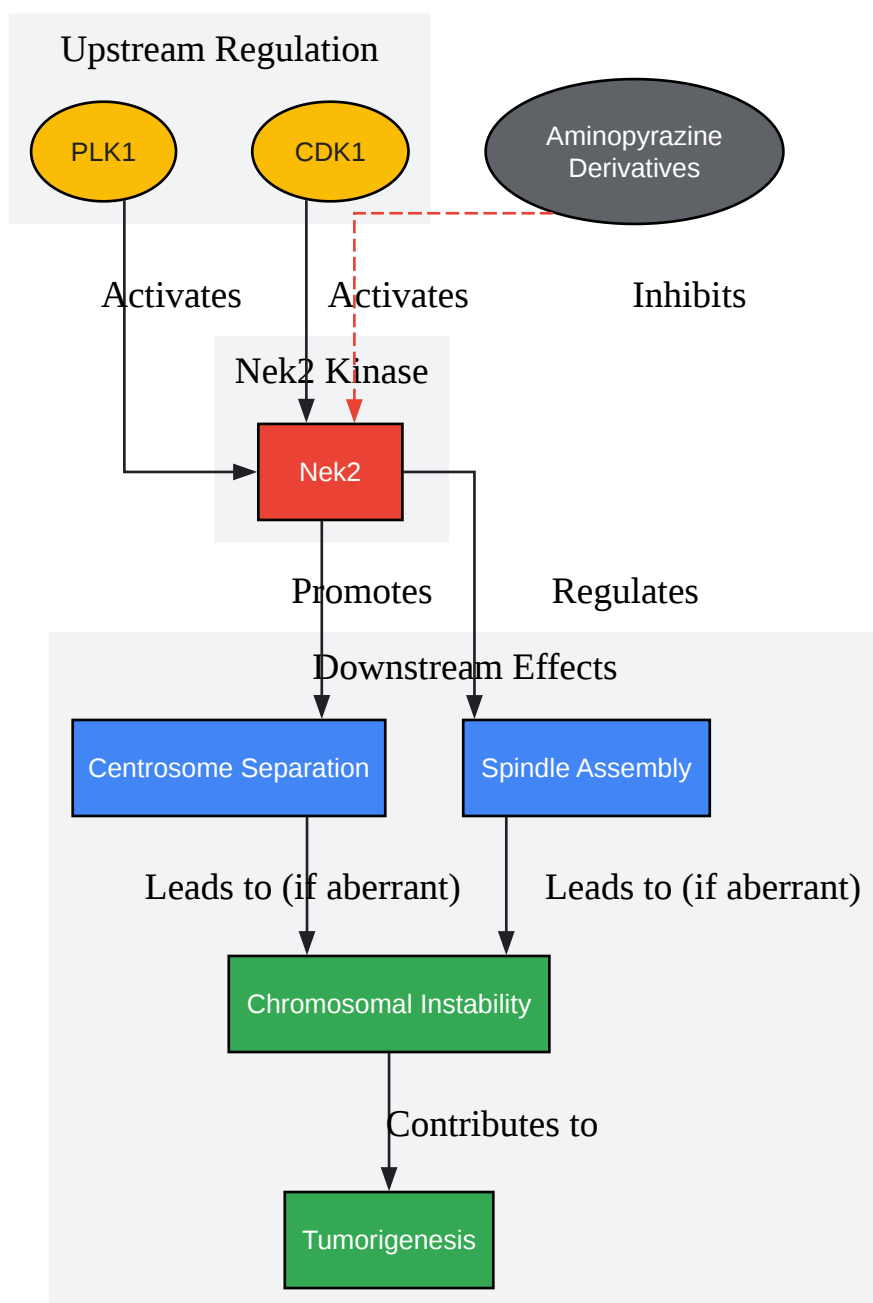 Upstream Regulation
PLK1
CDK1
Aminopyrazine
Derivatives
Activates
Activates
Inhibits
Nek2 Kinase
Nek2
Promotes
Regulates
Downstream Effects
Centrosome Separation
Spindle Assembly
Leads to (if aberrant)
Leads to (if aberrant)
Chromosomal Instability
Contributes to
Tumorigenesis